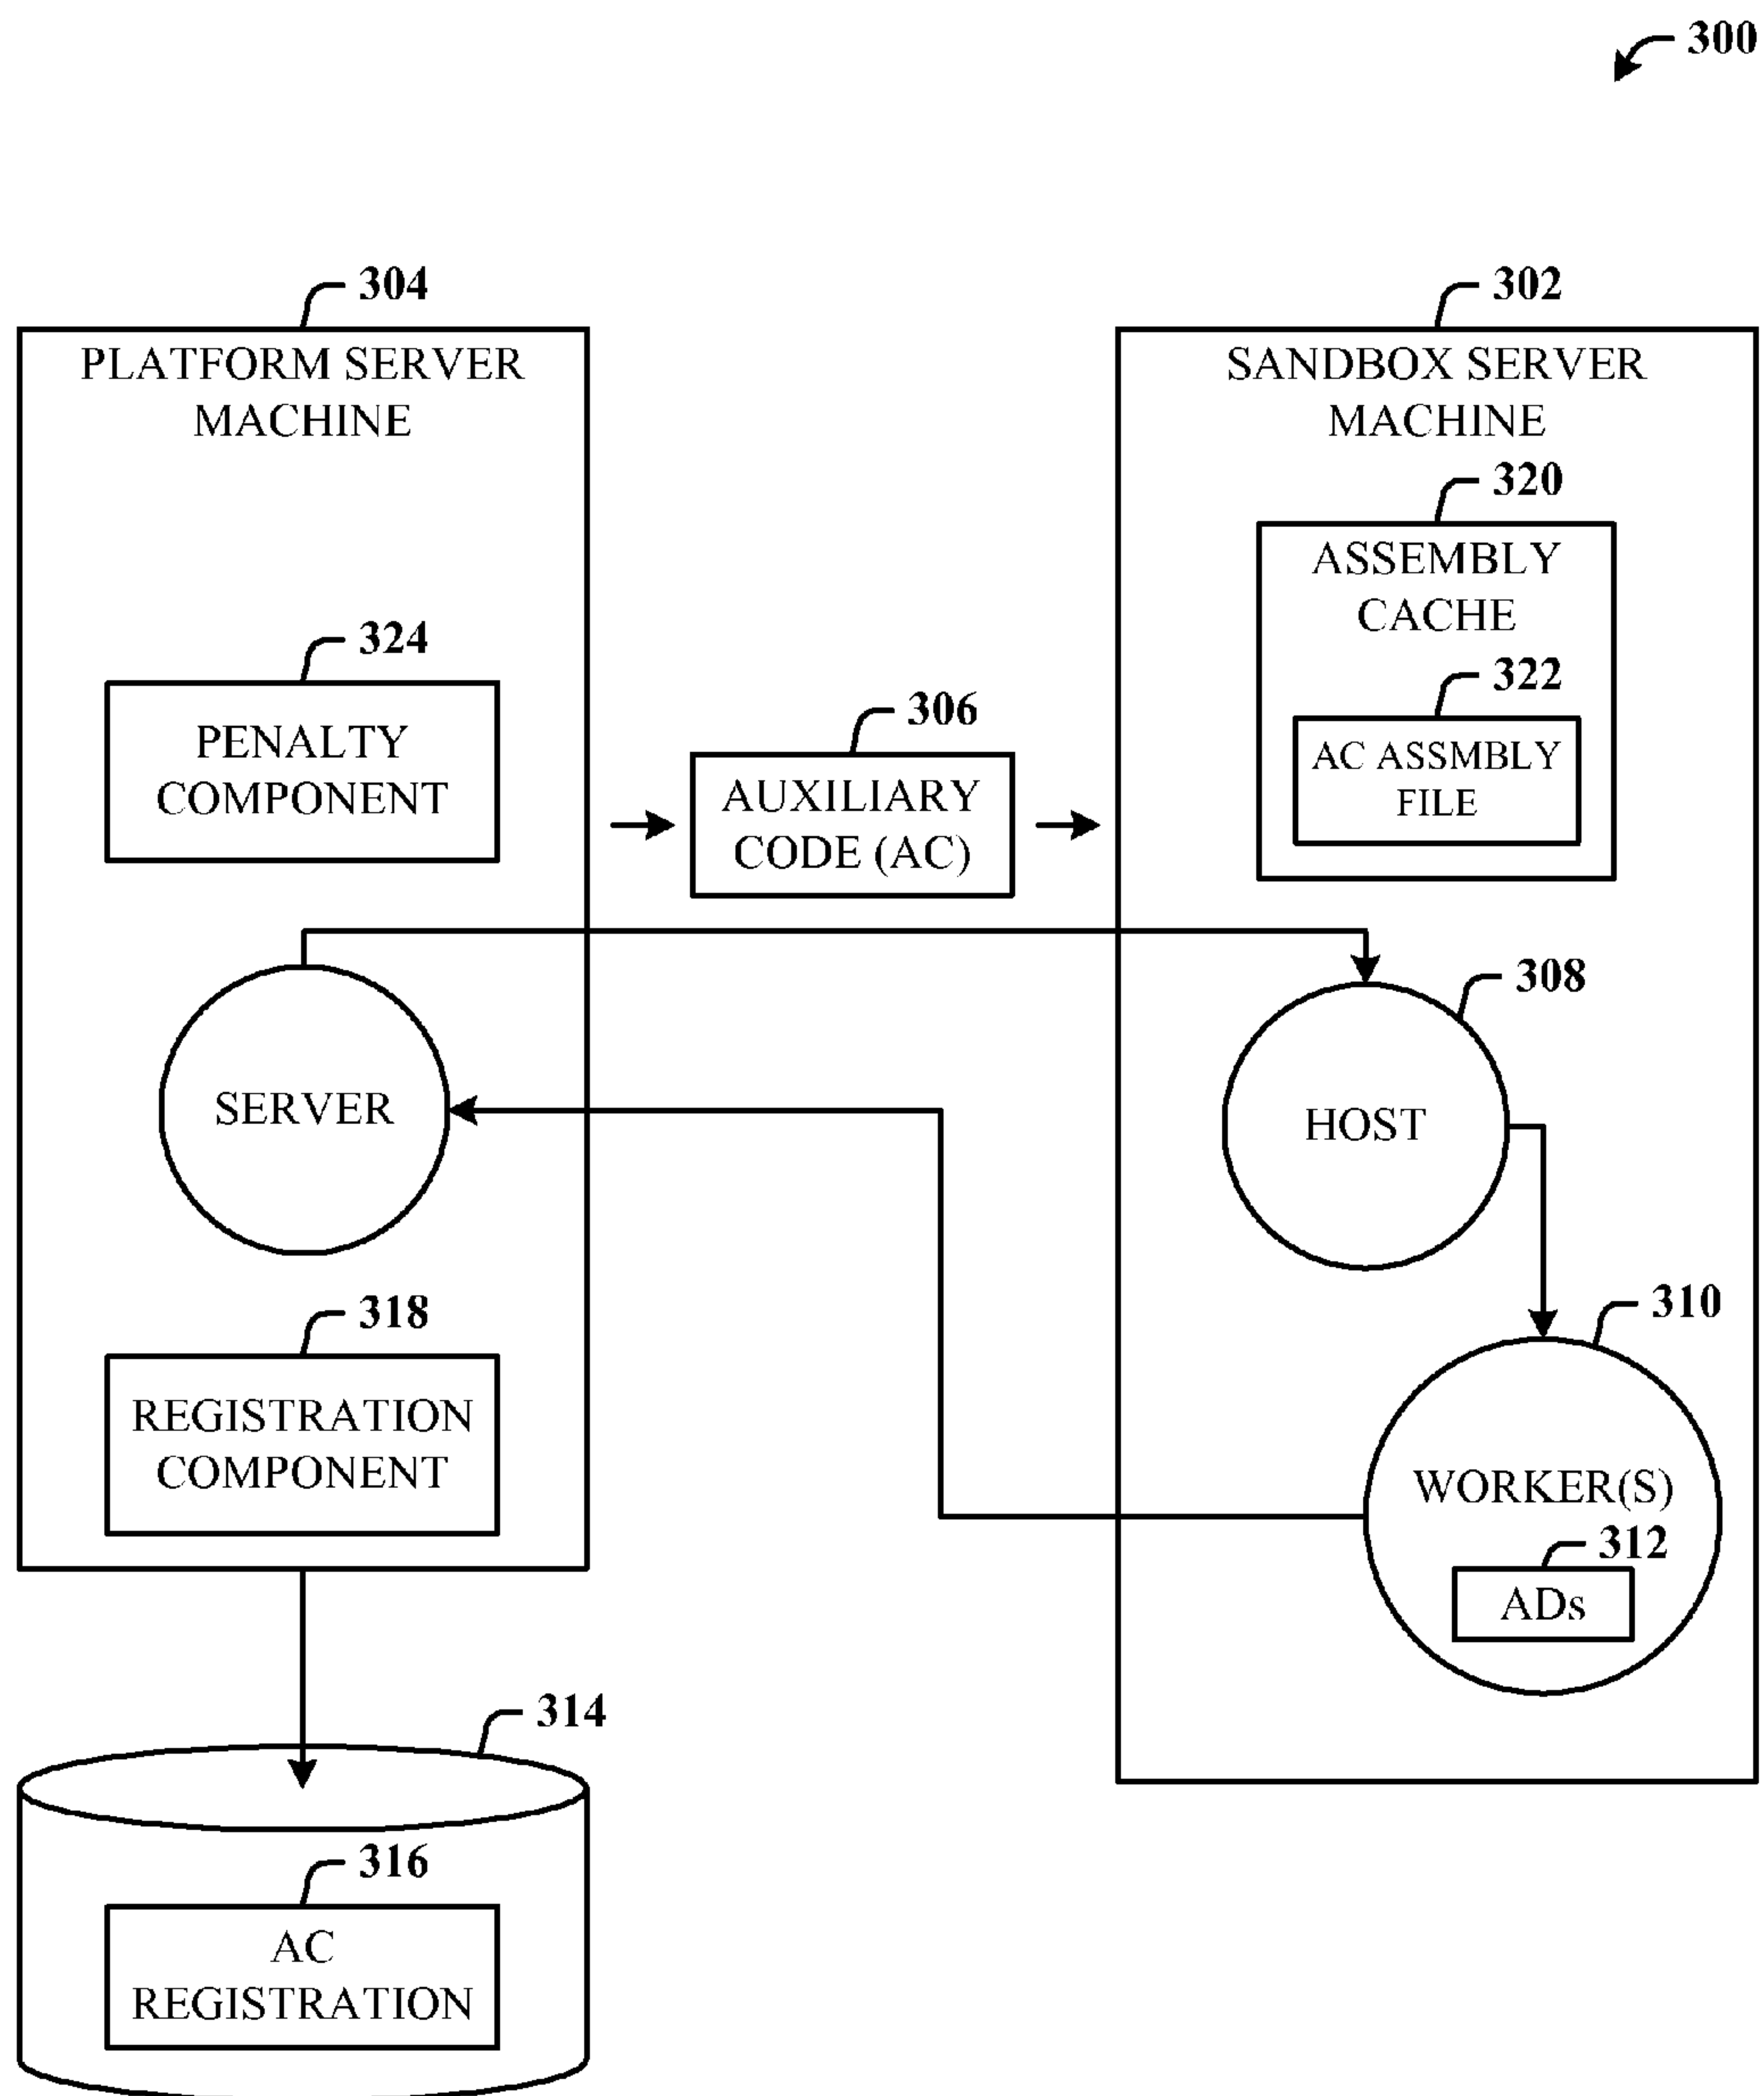 300
304
PLATFORM SERVER
MACHINE
324
PENALTY
COMPONENT
SERVER
318
REGISTRATION
COMPONENT
306
AUXILIARY
CODE (AC)
302
SANDBOX SERVER
MACHINE
320
ASSEMBLY
CACHE
322
AC ASSMBLY
FILE
308
HOST
310
WORKER(S)
312
ADs
314
316
AC
REGISTRATION